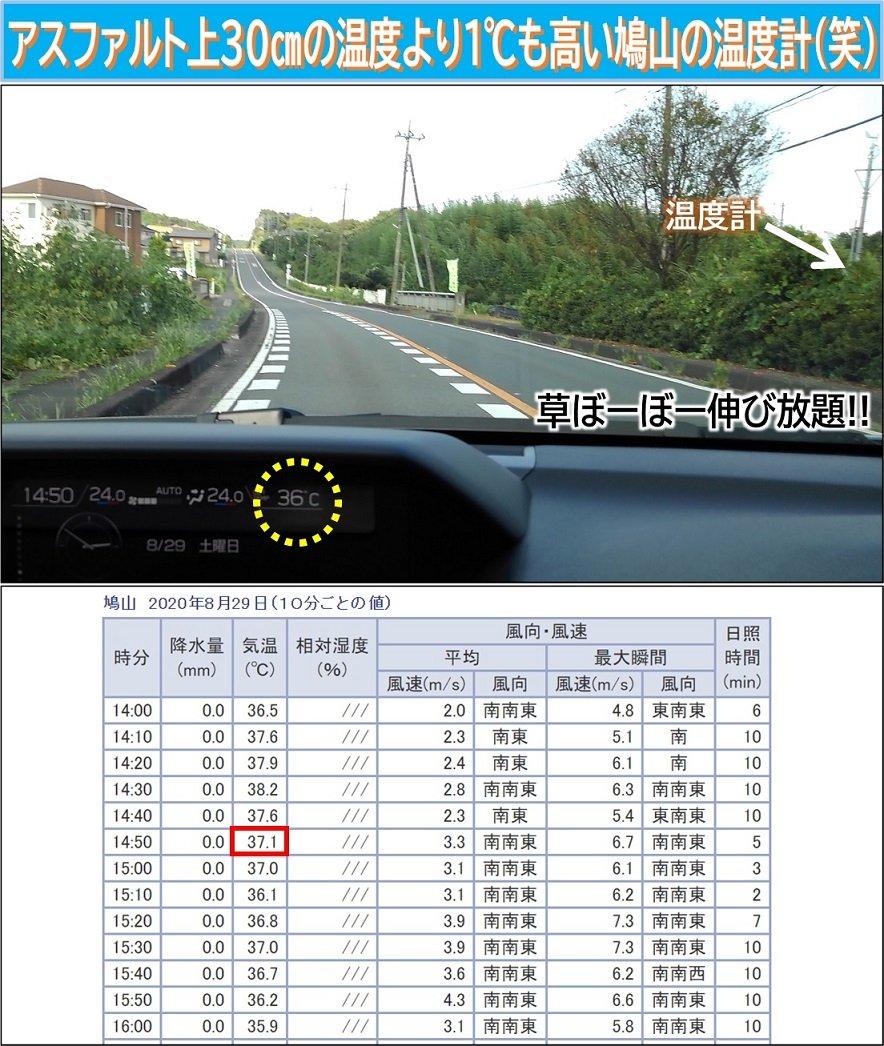 アスファルト上30㎝の温度より1℃も高い鳩山の温度計(笑)
温度計
草ぼーぼー伸び放題!!
14:50 24.0 AUTO 24.0 36℃
8/29 土曜日
鳩山 2020年8月29日(10分ごとの値)
時分 降水量(mm) 気温(℃) 相対湿度(%) 風向・風速 日照時間(min)
平均 最大瞬間
風速(m/s) 風向 風速(m/s) 風向
14:00 0.0 36.5 /// 2.0 南南東 4.8 東南東 6
14:10 0.0 37.6 /// 2.3 南東 5.1 南 10
14:20 0.0 37.9 /// 2.4 南東 6.1 南 10
14:30 0.0 38.2 /// 2.8 南南東 6.3 南南東 10
14:40 0.0 37.6 /// 2.3 南東 5.4 東南東 10
14:50 0.0 37.1 /// 3.3 南南東 6.7 南南東 5
15:00 0.0 37.0 /// 3.1 南南東 6.1 南南東 3
15:10 0.0 36.1 /// 3.1 南南東 6.2 南南東 2
15:20 0.0 36.8 /// 3.9 南南東 7.3 南南東 7
15:30 0.0 37.0 /// 3.9 南南東 7.3 南南東 10
15:40 0.0 36.7 /// 3.6 南南東 6.2 南南西 10
15:50 0.0 36.2 /// 4.3 南南東 6.6 南南東 10
16:00 0.0 35.9 /// 3.1 南南東 5.8 南南東 10